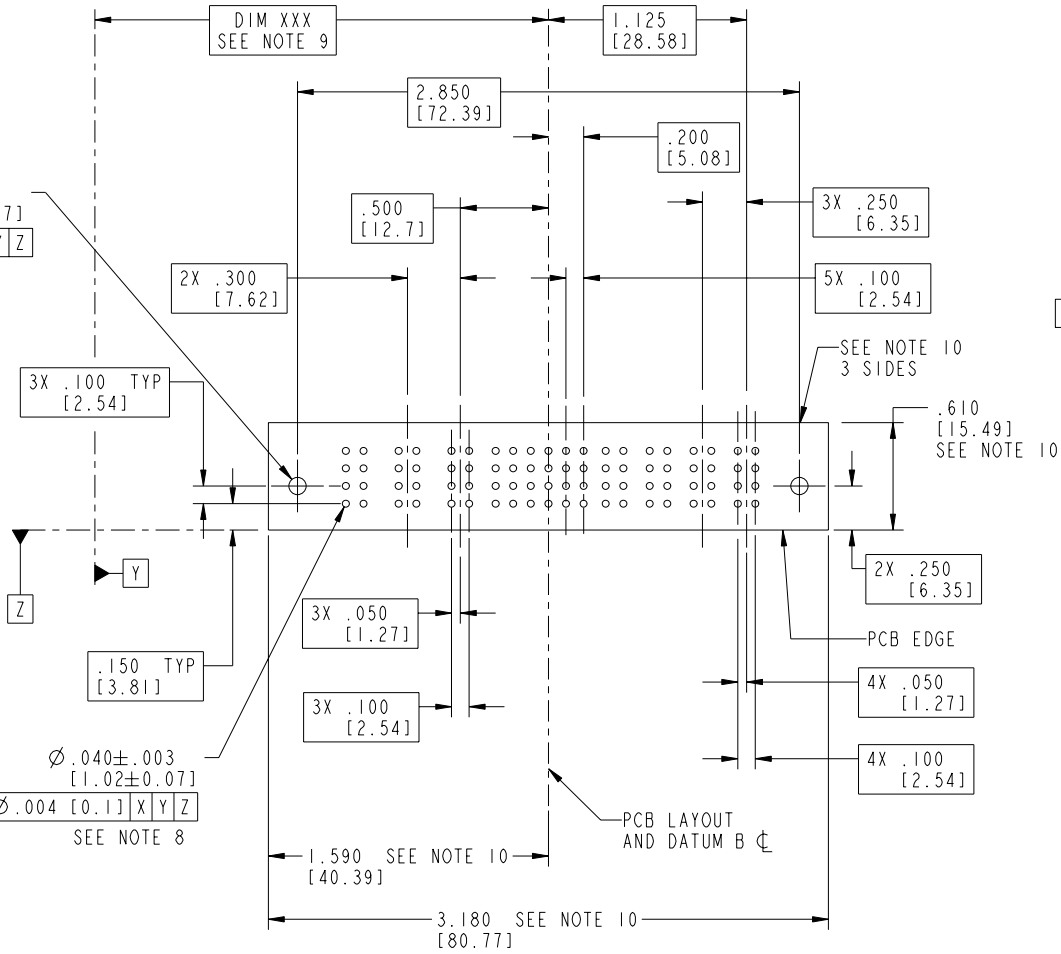 DIM XXX
SEE NOTE 9
1.125
[28.58]
2.850
[72.39]
.200
[5.08]
7]
Z
.500
[12.7]
3X .250
[6.35]
2X .300
[7.62]
5X .100
[2.54]
SEE NOTE 10
3 SIDES
3X .100 TYP
[2.54]
.610
[15.49]
SEE NOTE 10
Y
Z
2X .250
[6.35]
3X .050
[1.27]
PCB EDGE
.150 TYP
[3.81]
4X .050
[1.27]
3X .100
[2.54]
Ø.040±.003
[1.02±0.07]
4X .100
[2.54]
Ø.004 [0.1] X Y Z
SEE NOTE 8
PCB LAYOUT
AND DATUM B ℄
1.590 SEE NOTE 10
[40.39]
3.180 SEE NOTE 10
[80.77]